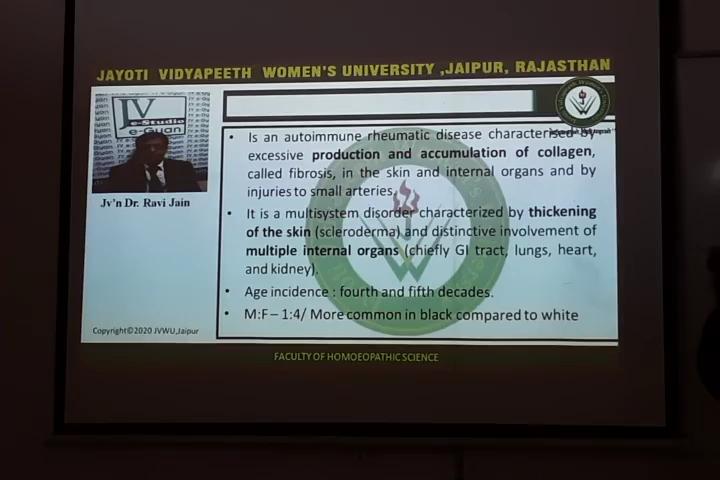 JAYOTI VIDYAPEETH WOMEN'S UNIVERSITY ,JAIPUR, RAJASTHAN
JV
e-Studio
e-Guan
Jv'n Dr. Ravi Jain
• Is an autoimmune rheumatic disease characterised by
excessive production and accumulation of collagen,
called fibrosis, in the skin and internal organs and by
injuries to small arteries.
• It is a multisystem disorder characterized by thickening
of the skin (scleroderma) and distinctive involvement of
multiple internal organs (chiefly GI tract, lungs, heart,
and kidney).
• Age incidence : fourth and fifth decades.
• M:F – 1:4/ More common in black compared to white
Copyright©2020 JVWU,Jaipur
FACULTY OF HOMOEOPATHIC SCIENCE